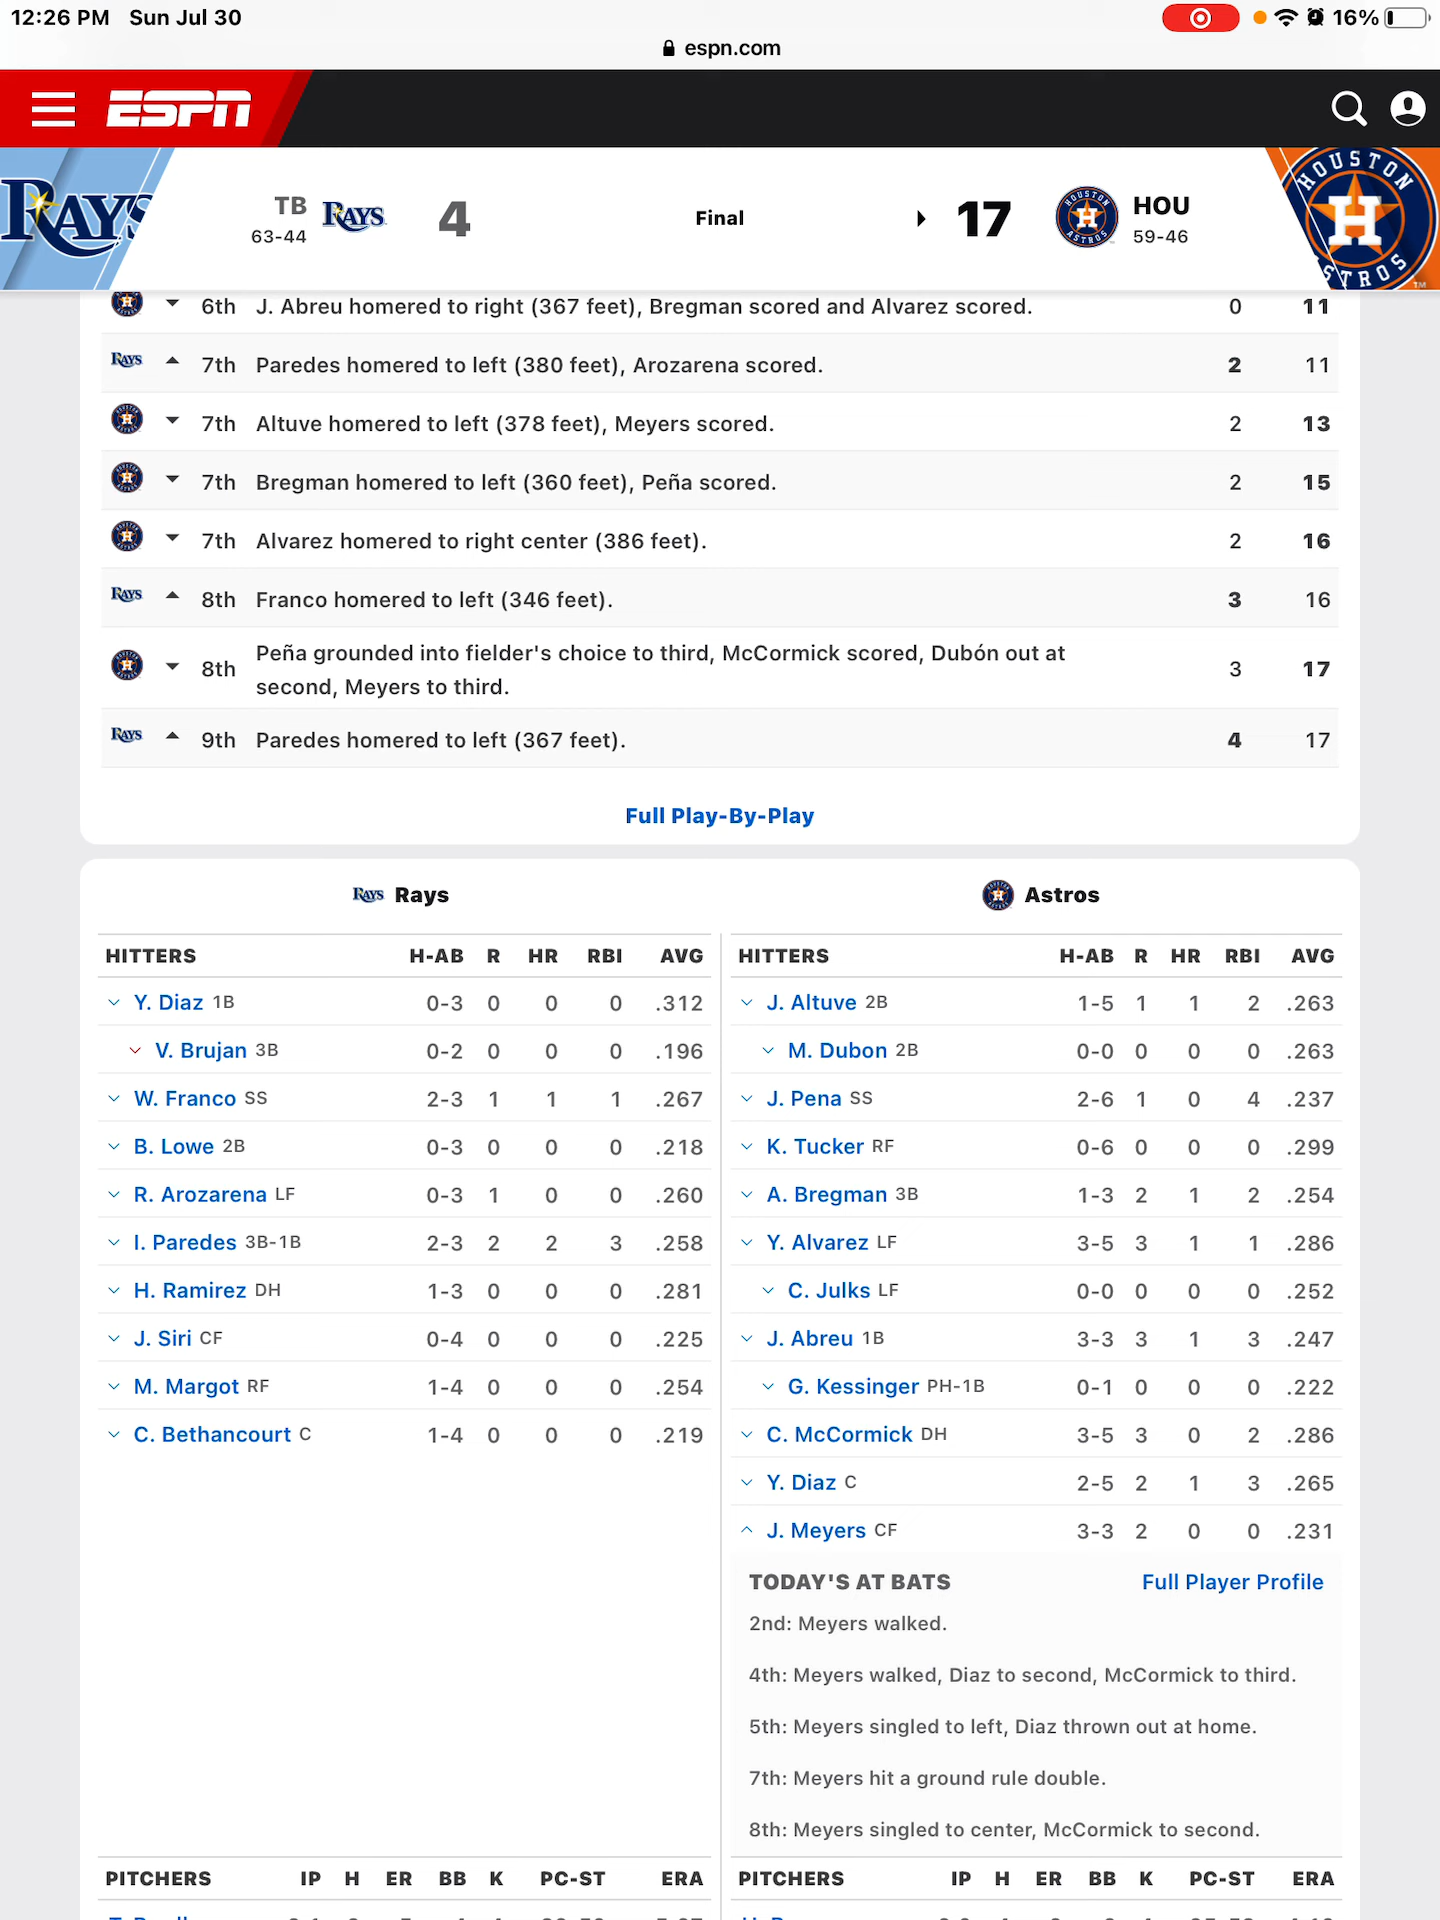 12:26 PM Sun Jul 30
16%
espn.com
ESPN
RAYS
TB
63-44
RAYS
4
Final
17
HOUSTON ASTROS
HOU
59-46
HOUSTON
H
ASTROS
TM
6th J. Abreu homered to right (367 feet), Bregman scored and Alvarez scored. 0 11
RAYS 7th Paredes homered to left (380 feet), Arozarena scored. 2 11
7th Altuve homered to left (378 feet), Meyers scored. 2 13
7th Bregman homered to left (360 feet), Peña scored. 2 15
7th Alvarez homered to right center (386 feet). 2 16
RAYS 8th Franco homered to left (346 feet). 3 16
8th Peña grounded into fielder's choice to third, McCormick scored, Dubón out at 3 17
second, Meyers to third.
RAYS 9th Paredes homered to left (367 feet). 4 17
Full Play-By-Play
RAYS Rays
HITTERS H-AB R HR RBI AVG
Y. Diaz 1B 0-3 0 0 0 .312
V. Brujan 3B 0-2 0 0 0 .196
W. Franco SS 2-3 1 1 1 .267
B. Lowe 2B 0-3 0 0 0 .218
R. Arozarena LF 0-3 1 0 0 .260
I. Paredes 3B-1B 2-3 2 2 3 .258
H. Ramirez DH 1-3 0 0 0 .281
J. Siri CF 0-4 0 0 0 .225
M. Margot RF 1-4 0 0 0 .254
C. Bethancourt C 1-4 0 0 0 .219
PITCHERS IP H ER BB K PC-ST ERA
Astros
HITTERS H-AB R HR RBI AVG
J. Altuve 2B 1-5 1 1 2 .263
M. Dubon 2B 0-0 0 0 0 .263
J. Pena SS 2-6 1 0 4 .237
K. Tucker RF 0-6 0 0 0 .299
A. Bregman 3B 1-3 2 1 2 .254
Y. Alvarez LF 3-5 3 1 1 .286
C. Julks LF 0-0 0 0 0 .252
J. Abreu 1B 3-3 3 1 3 .247
G. Kessinger PH-1B 0-1 0 0 0 .222
C. McCormick DH 3-5 3 0 2 .286
Y. Diaz C 2-5 2 1 3 .265
J. Meyers CF 3-3 2 0 0 .231
TODAY'S AT BATS Full Player Profile
2nd: Meyers walked.
4th: Meyers walked, Diaz to second, McCormick to third.
5th: Meyers singled to left, Diaz thrown out at home.
7th: Meyers hit a ground rule double.
8th: Meyers singled to center, McCormick to second.
PITCHERS IP H ER BB K PC-ST ERA